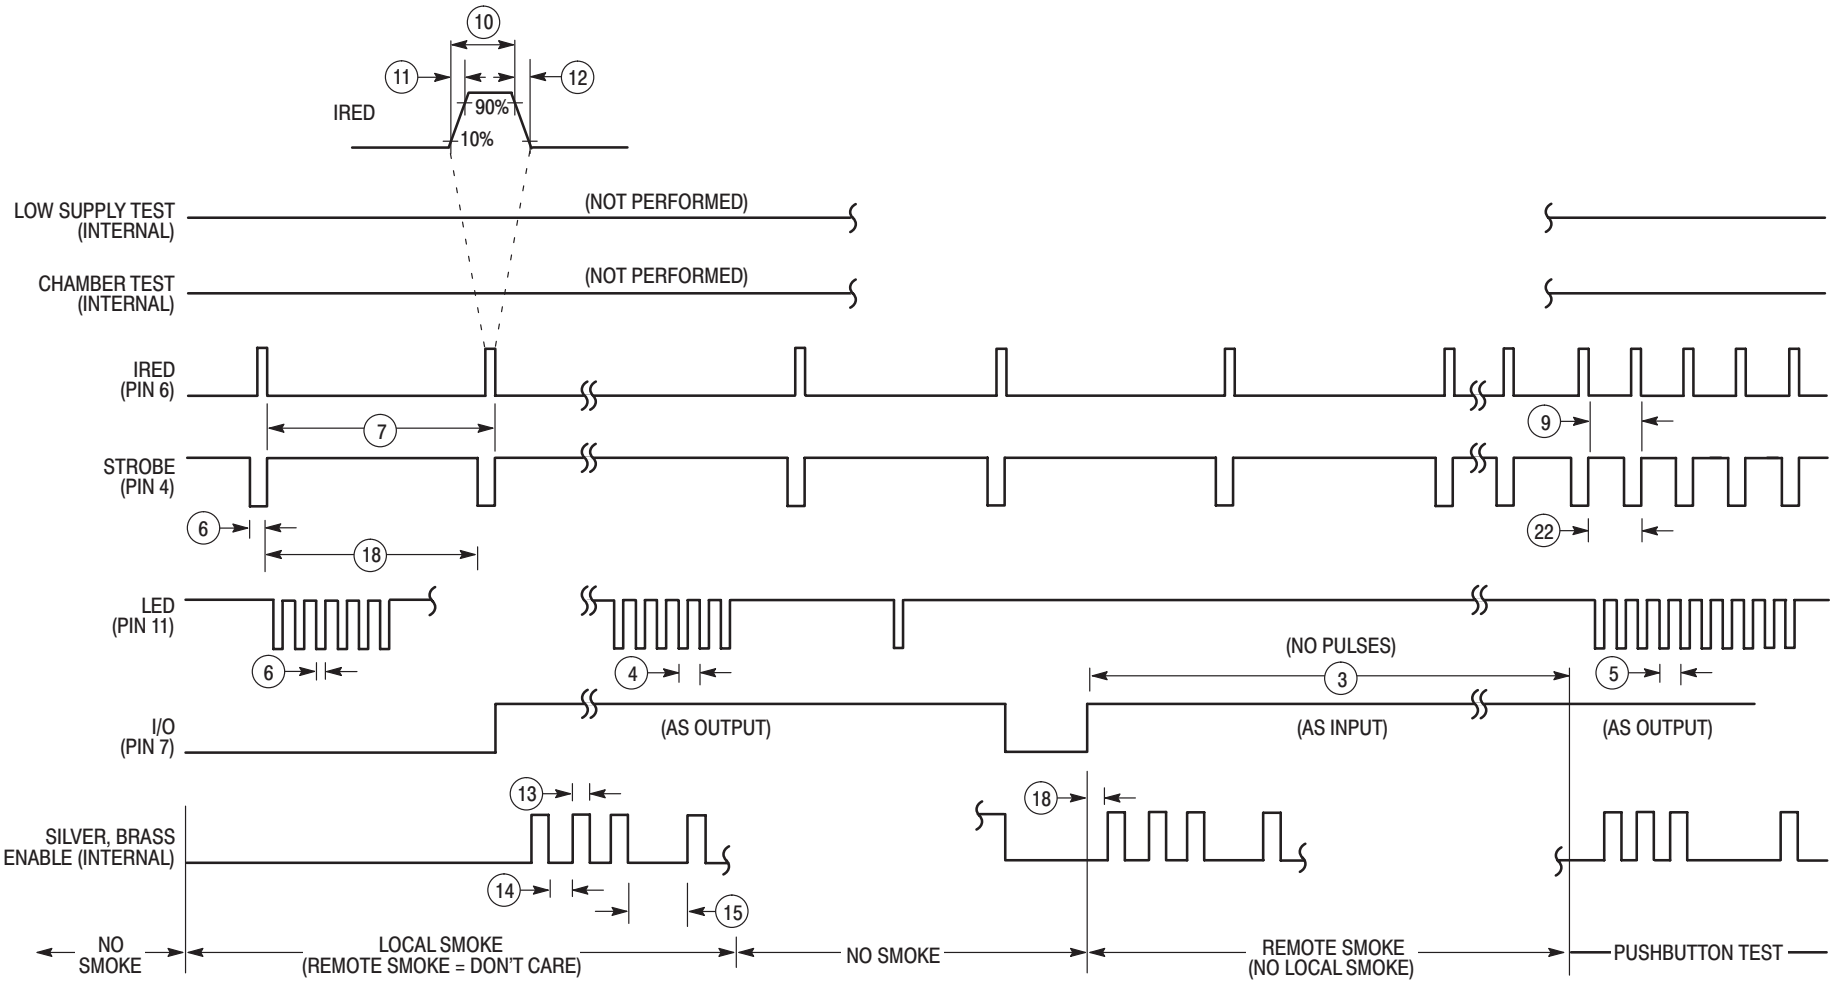 10
11
12
IRED
90%
10%
LOW SUPPLY TEST
(INTERNAL)
(NOT PERFORMED)
CHAMBER TEST
(INTERNAL)
(NOT PERFORMED)
IRED
(PIN 6)
7
9
STROBE
(PIN 4)
6
18
22
LED
(PIN 11)
6
4
(NO PULSES)
3
5
I/O
(PIN 7)
(AS OUTPUT)
(AS INPUT)
(AS OUTPUT)
13
18
SILVER, BRASS
ENABLE (INTERNAL)
14
15
NO
SMOKE
LOCAL SMOKE
(REMOTE SMOKE = DON'T CARE)
NO SMOKE
REMOTE SMOKE
(NO LOCAL SMOKE)
PUSHBUTTON TEST